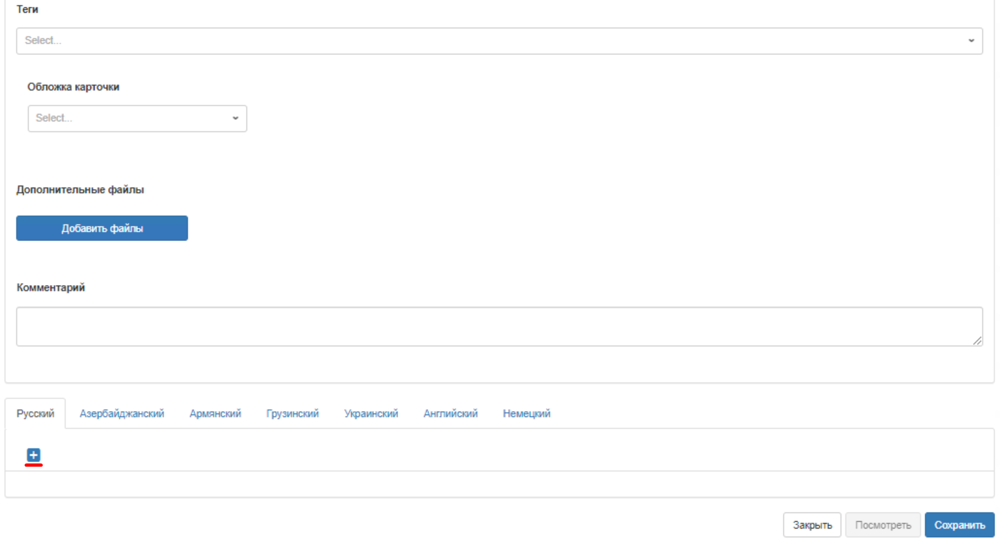 Теги
Select...
Обложка карточки
Select...
Дополнительные файлы
Добавить файлы
Комментарий
Русский Азербайджанский Армянский Грузинский Украинский Английский Немецкий
Закрыть Посмотреть Сохранить